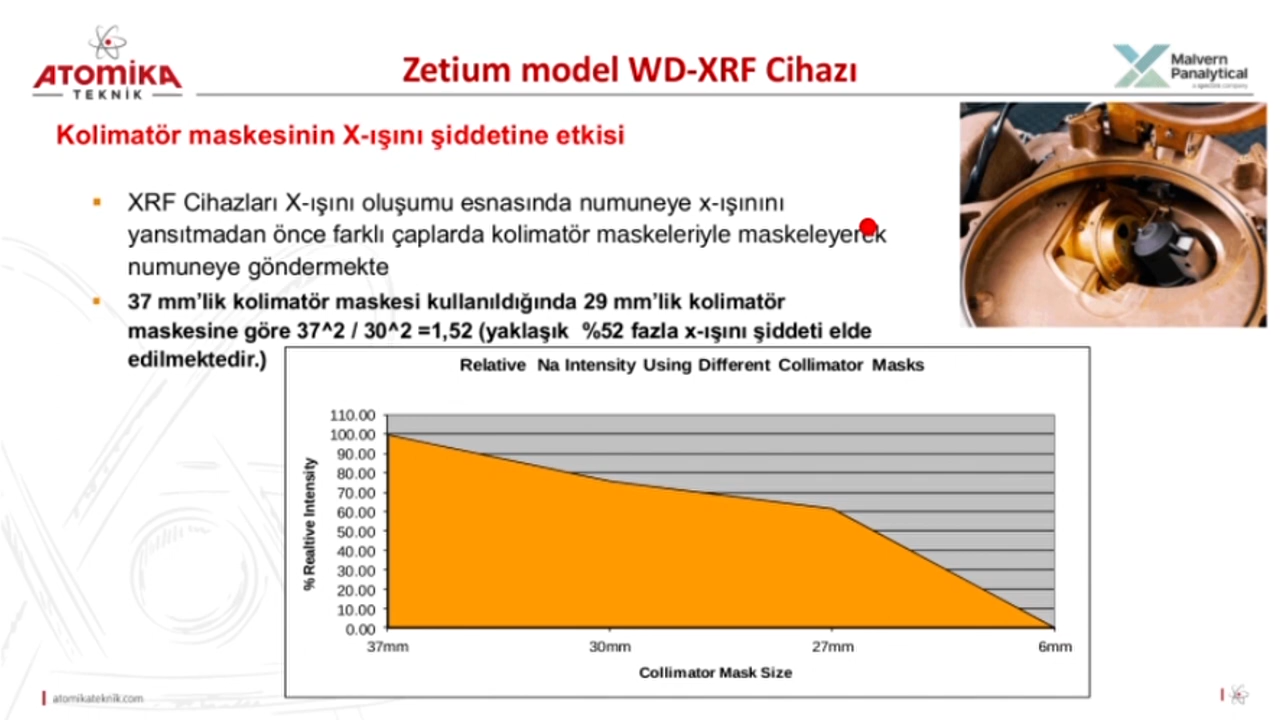 ATOMİKA
TEKNİK
Zetium model WD-XRF Cihazı
Malvern
Panalytical
a spectris company
Kolimatör maskesinin X-ışını şiddetine etkisi
▪ XRF Cihazları X-ışını oluşumu esnasında numuneye x-ışınını
yansıtmadan önce farklı çaplarda kolimatör maskeleriyle maskeleyerek
numuneye göndermekte
▪ 37 mm’lik kolimatör maskesi kullanıldığında 29 mm’lik kolimatör
maskesine göre 37^2 / 30^2 =1,52 (yaklaşık %52 fazla x-ışını şiddeti elde
edilmektedir.)
Relative Na Intensity Using Different Collimator Masks
% Realtive Intensity
110.00
100.00
90.00
80.00
70.00
60.00
50.00
40.00
30.00
20.00
10.00
0.00
37mm 30mm 27mm 6mm
Collimator Mask Size
atomikateknik.com